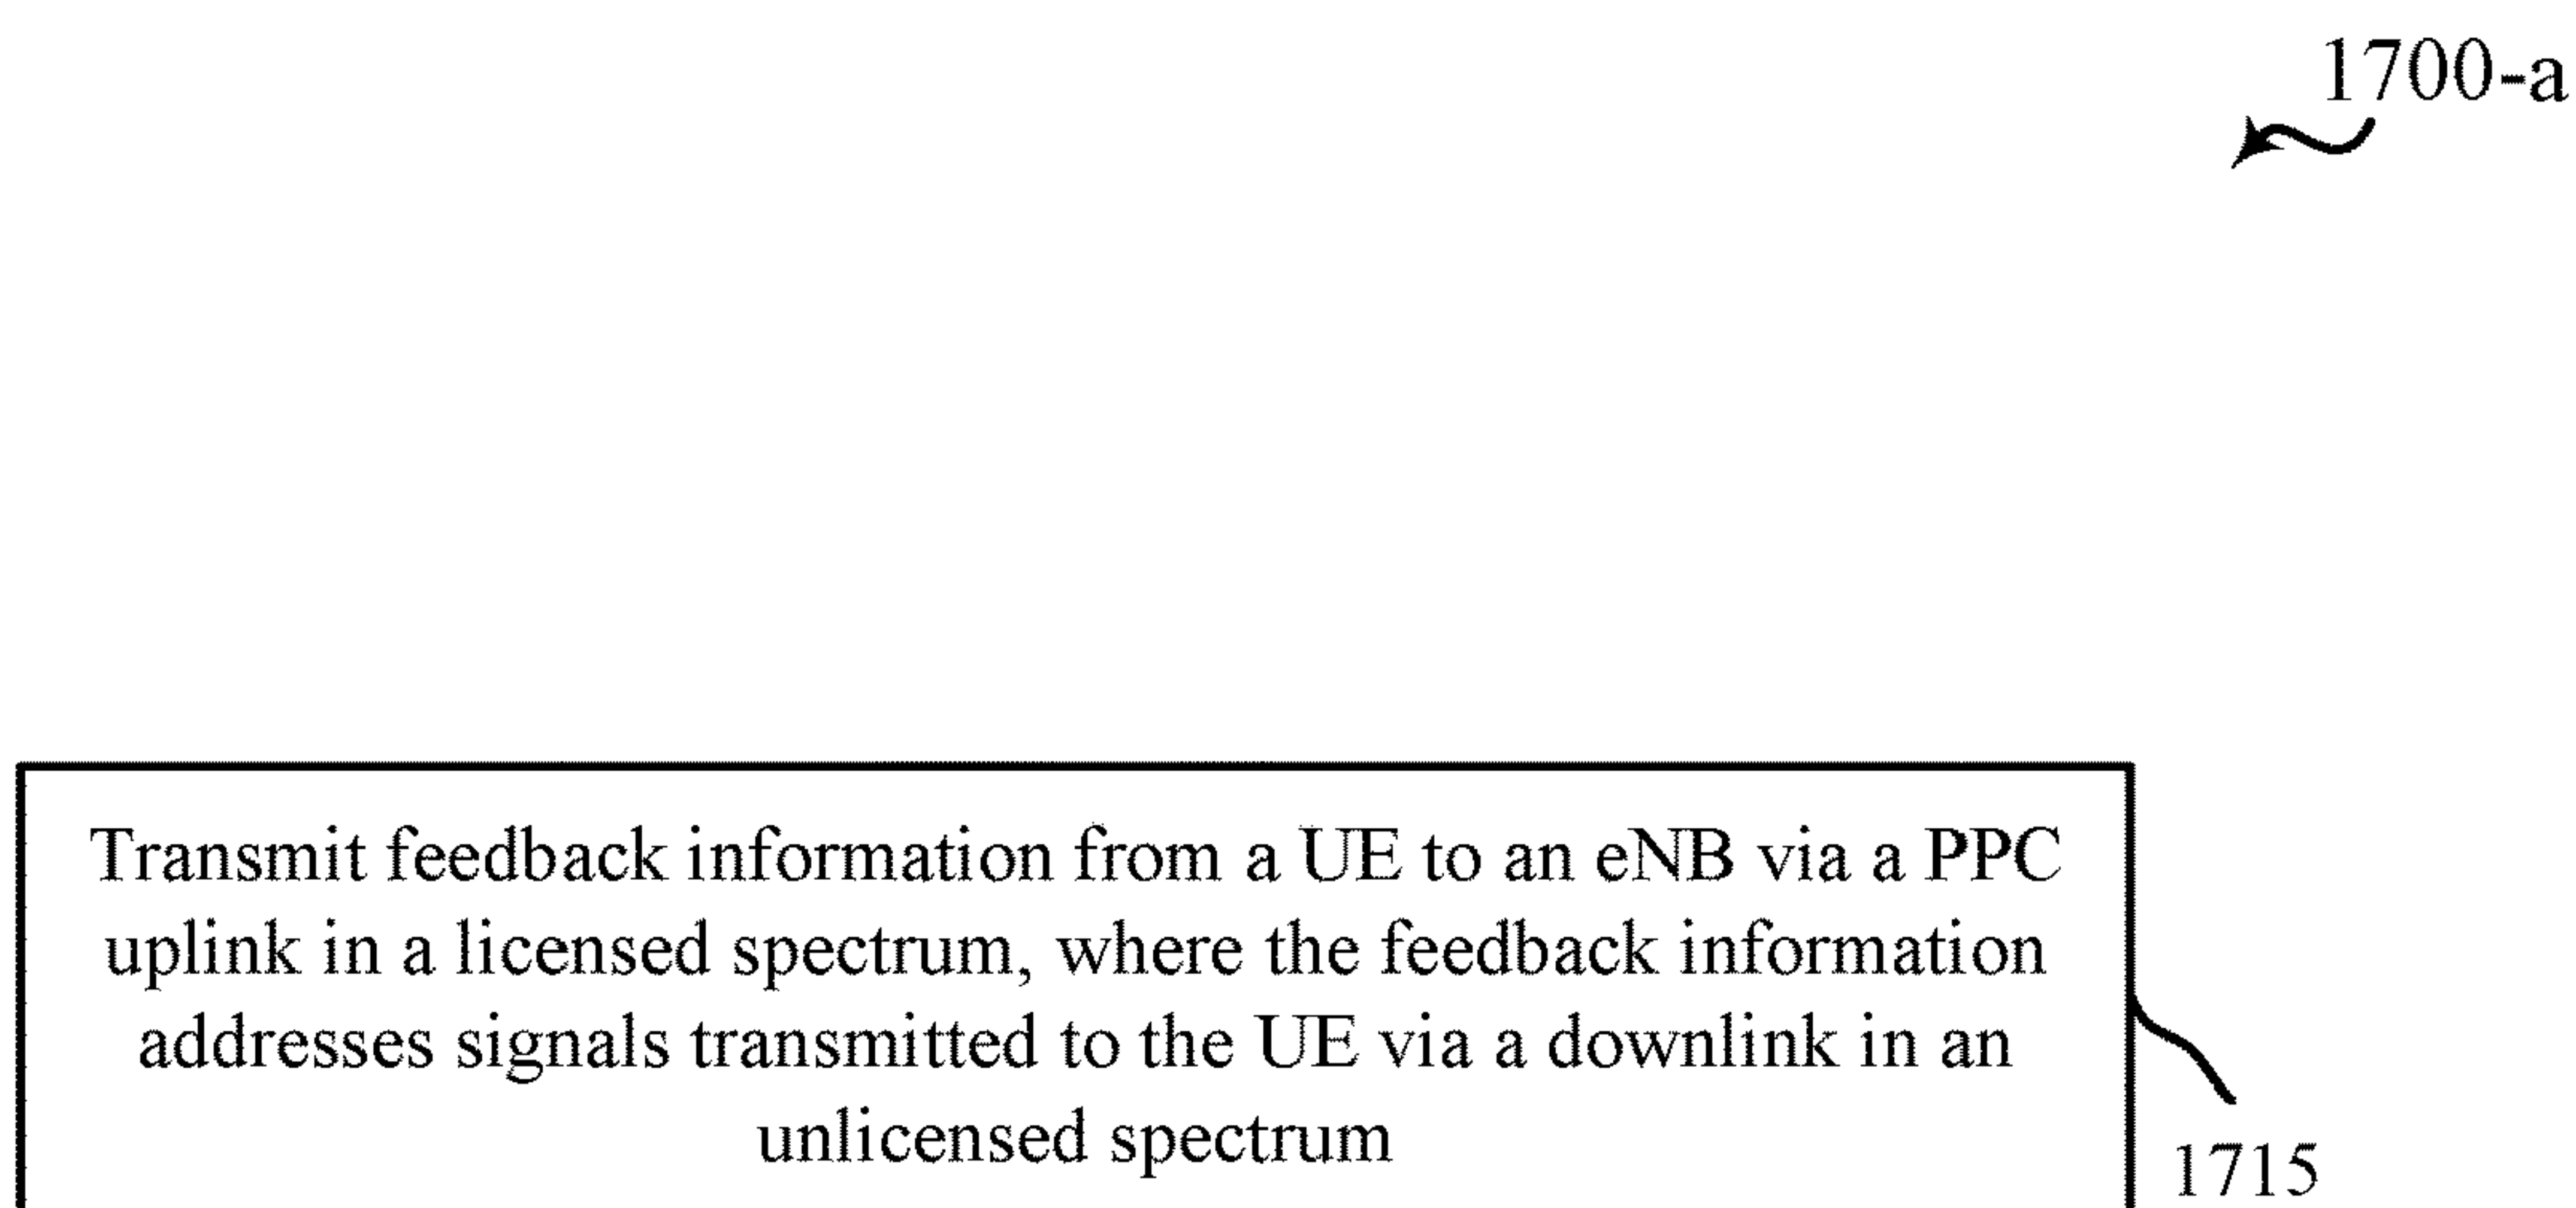 1700-a
Transmit feedback information from a UE to an eNB via a PPC
uplink in a licensed spectrum, where the feedback information
addresses signals transmitted to the UE via a downlink in an
unlicensed spectrum
1715